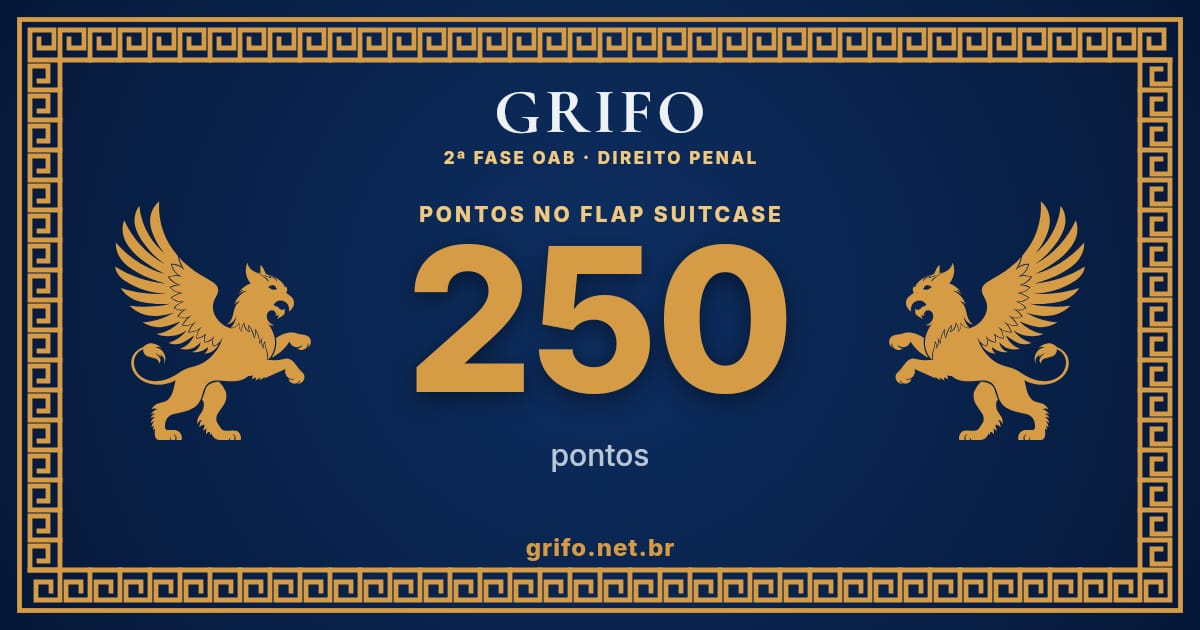 GRIFO
2ª FASE OAB · DIREITO PENAL
PONTOS NO FLAP SUITCASE
250
pontos
grifo.net.br